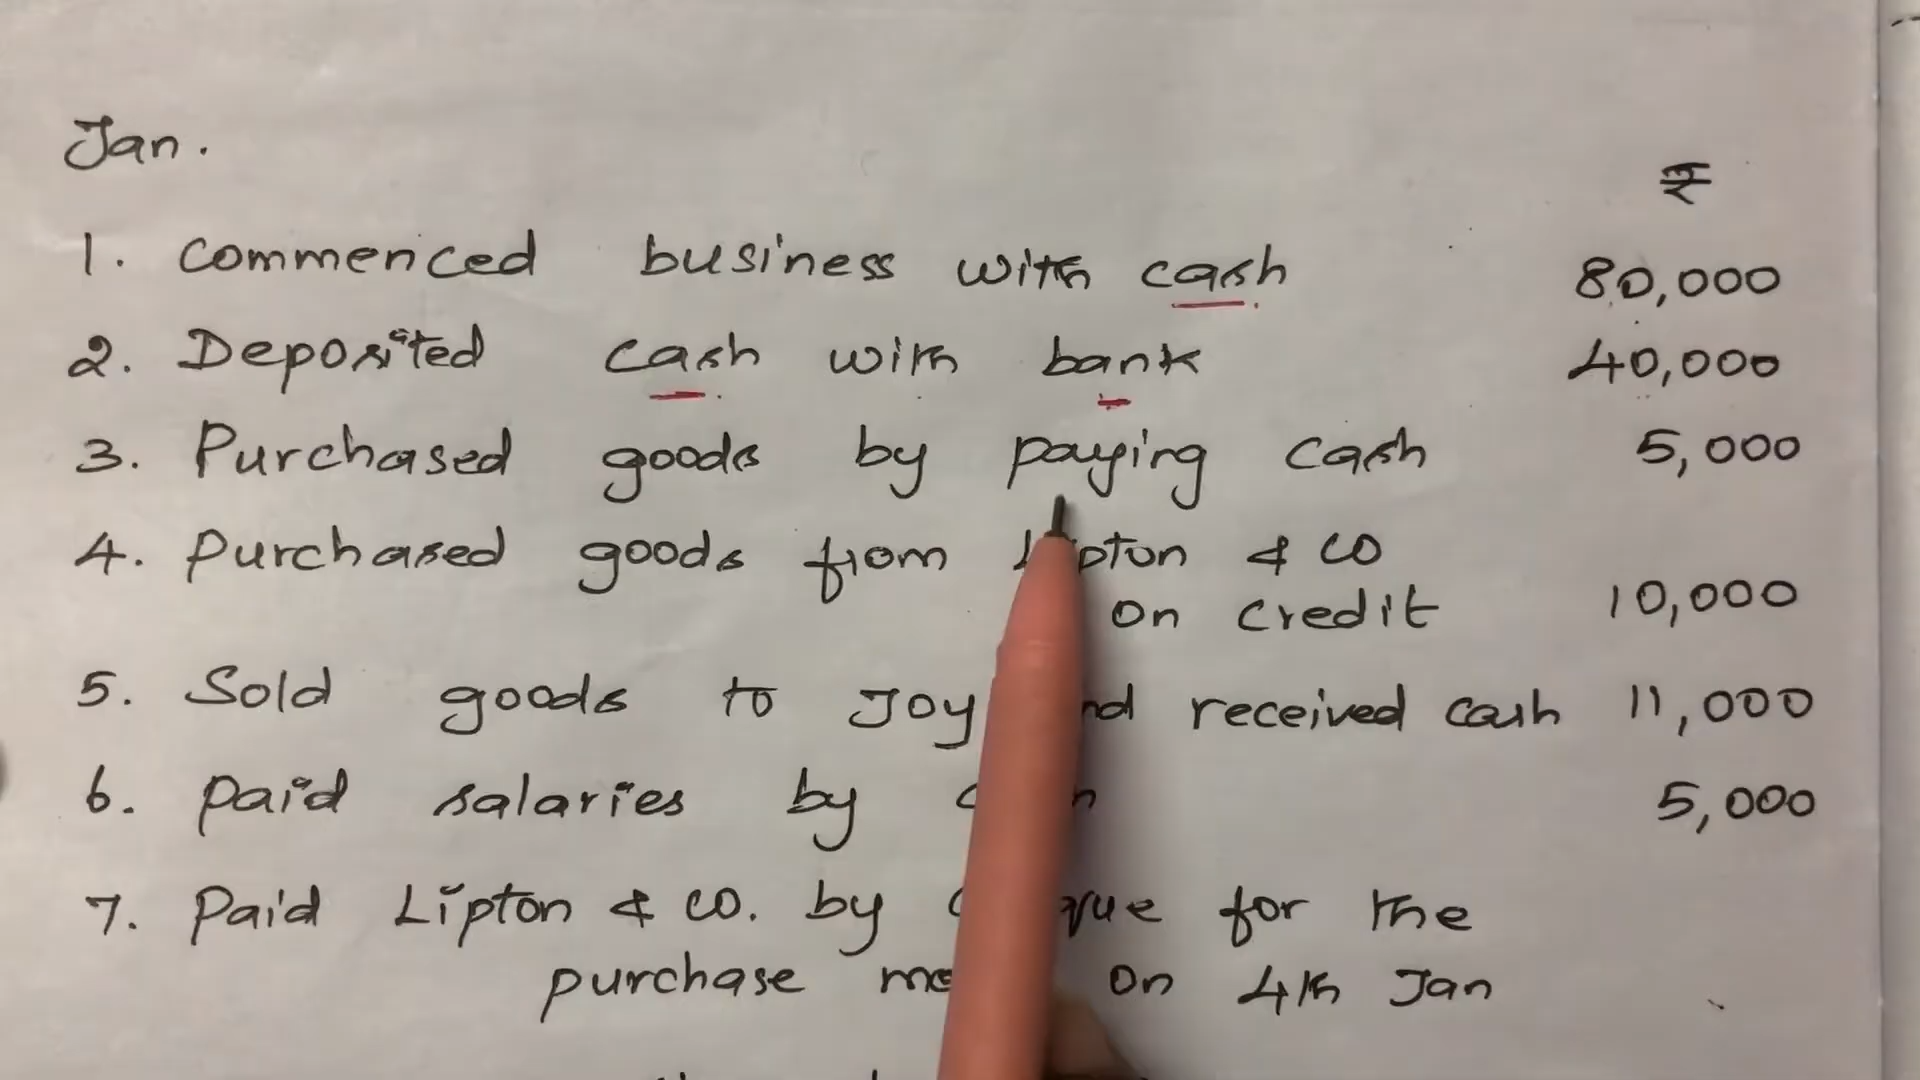 Jan.
₹
1. Commenced business with cash 80,000
2. Deposited cash with bank 40,000
3. Purchased goods by paying cash 5,000
4. Purchased goods from & co
on credit 10,000
5. Sold goods to Joy received cash 11,000
6. Paid salaries by 5,000
7. Paid Lipton & co. by for the
purchase on 4th Jan